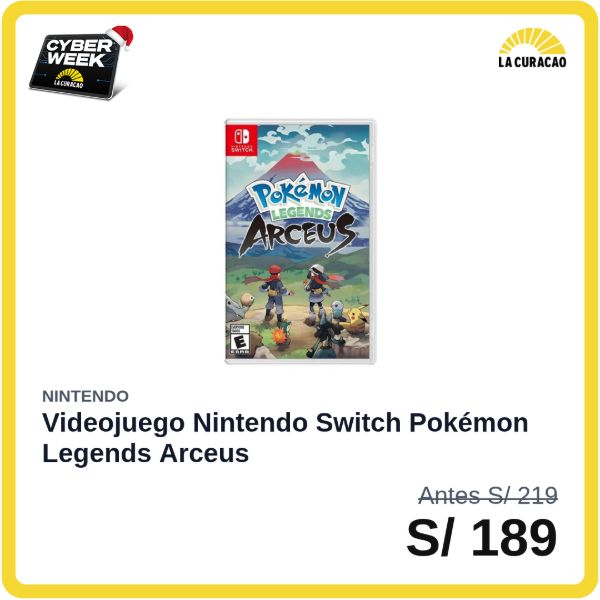 CYBER
WEEK
LA CURACAO
LA CURACAO
NINTENDO
SWITCH
POKéMON
LEGENDS
ARCEUS
EVERYONE
E
NINTENDO
Videojuego Nintendo Switch Pokémon
Legends Arceus
Antes S/ 219
S/ 189